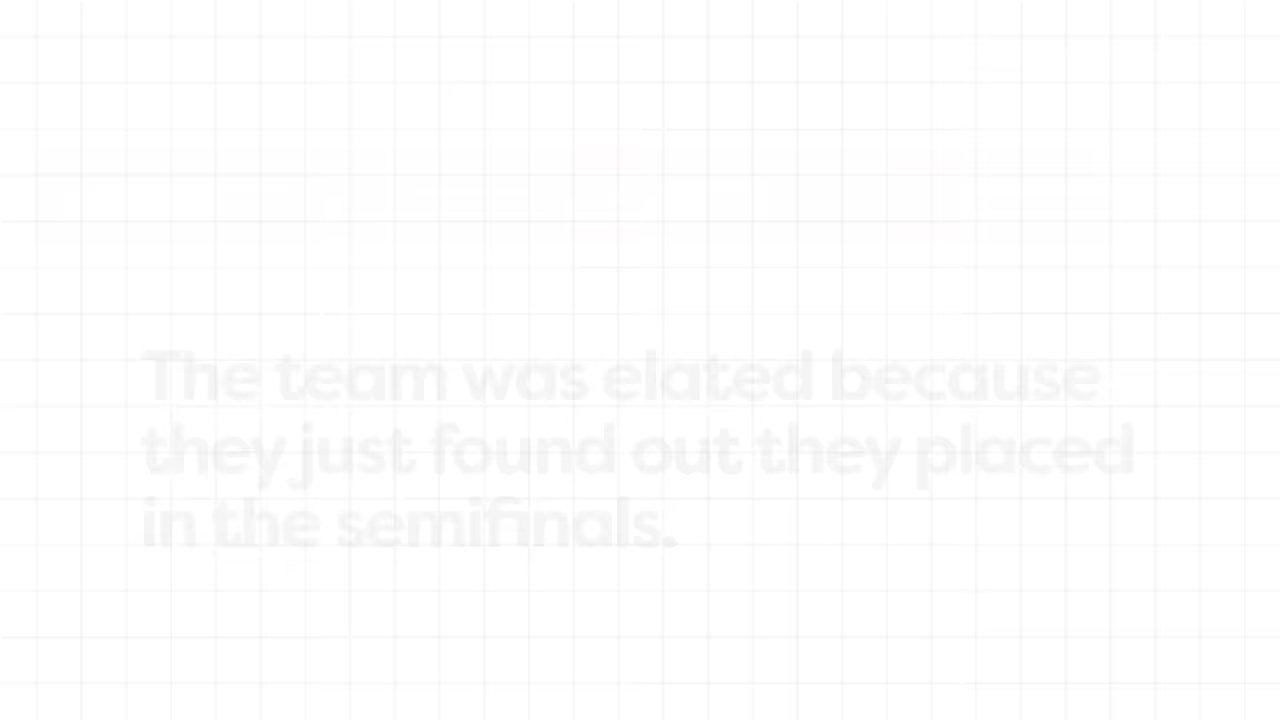 The team was elated because
they just found out they placed
in the semifinals.